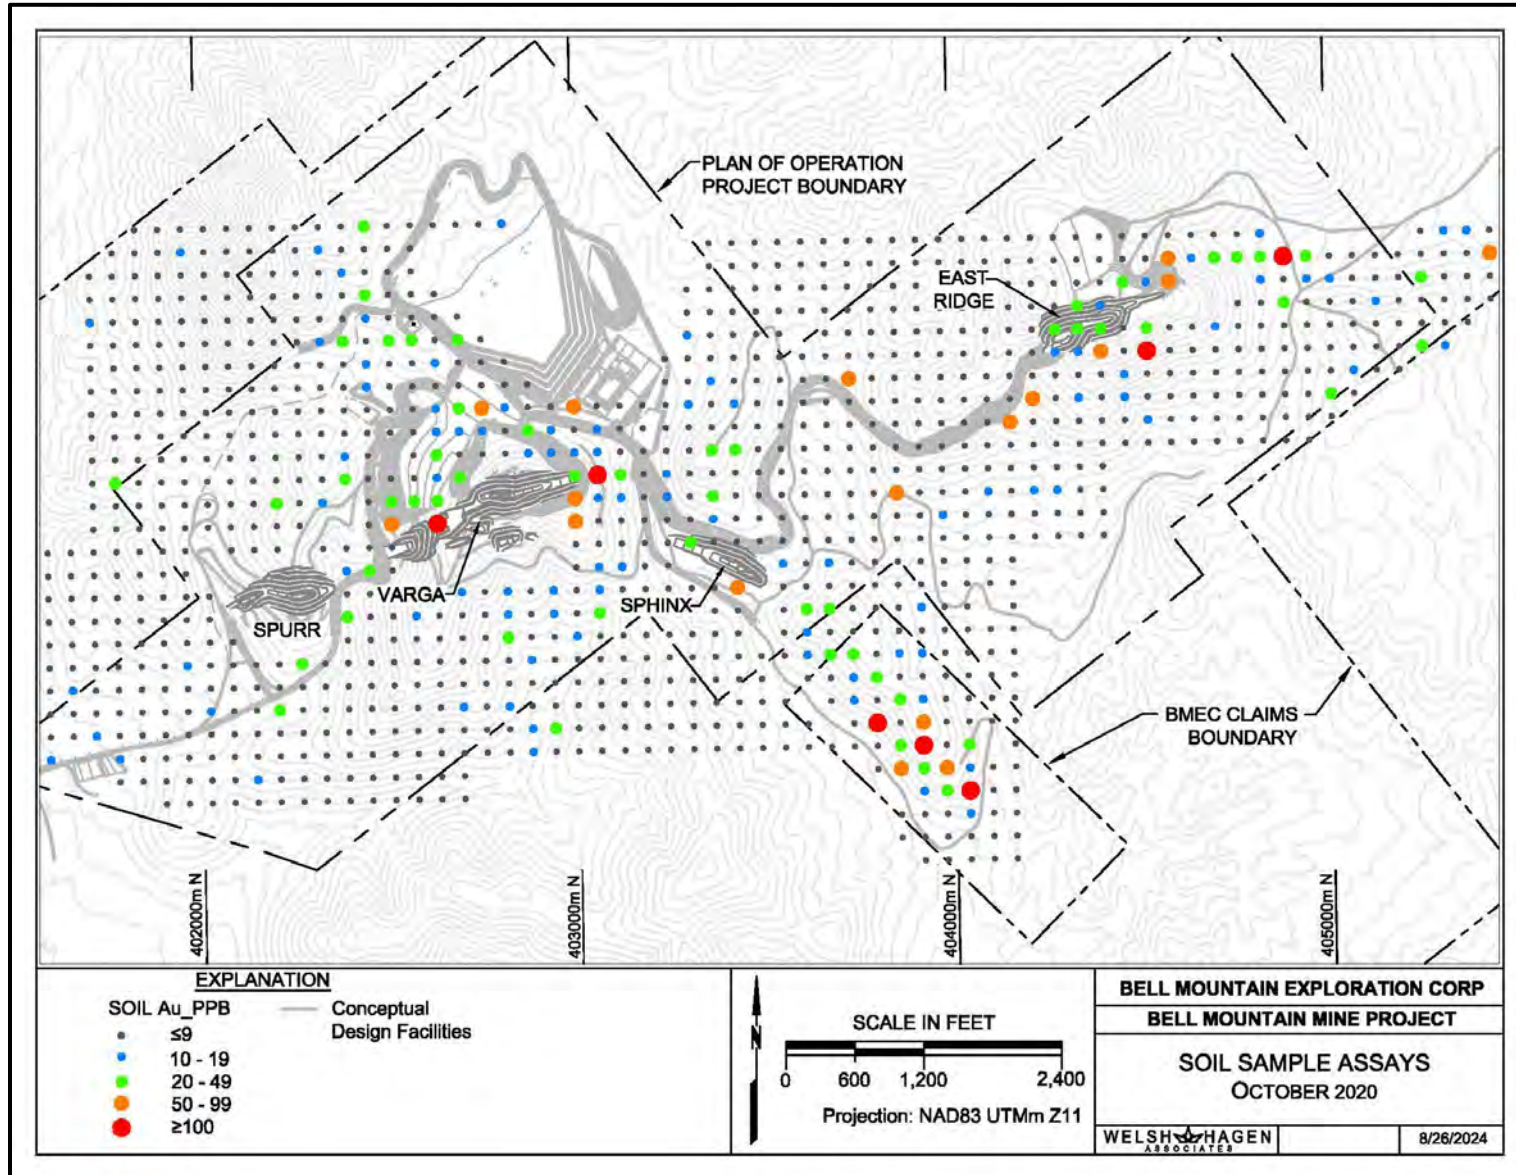 PLAN OF OPERATION
PROJECT BOUNDARY
EAST
RIDGE
VARGA
SPHINX
SPURR
BMEC CLAIMS
BOUNDARY
402000m N
403000m N
404000m N
405000m N
EXPLANATION
SOIL Au_PPB
≤9
10 - 19
20 - 49
50 - 99
≥100
Conceptual
Design Facilities
N
SCALE IN FEET
0 600 1,200 2,400
Projection: NAD83 UTMm Z11
BELL MOUNTAIN EXPLORATION CORP
BELL MOUNTAIN MINE PROJECT
SOIL SAMPLE ASSAYS
OCTOBER 2020
WELSH HAGEN
ASSOCIATES
8/26/2024